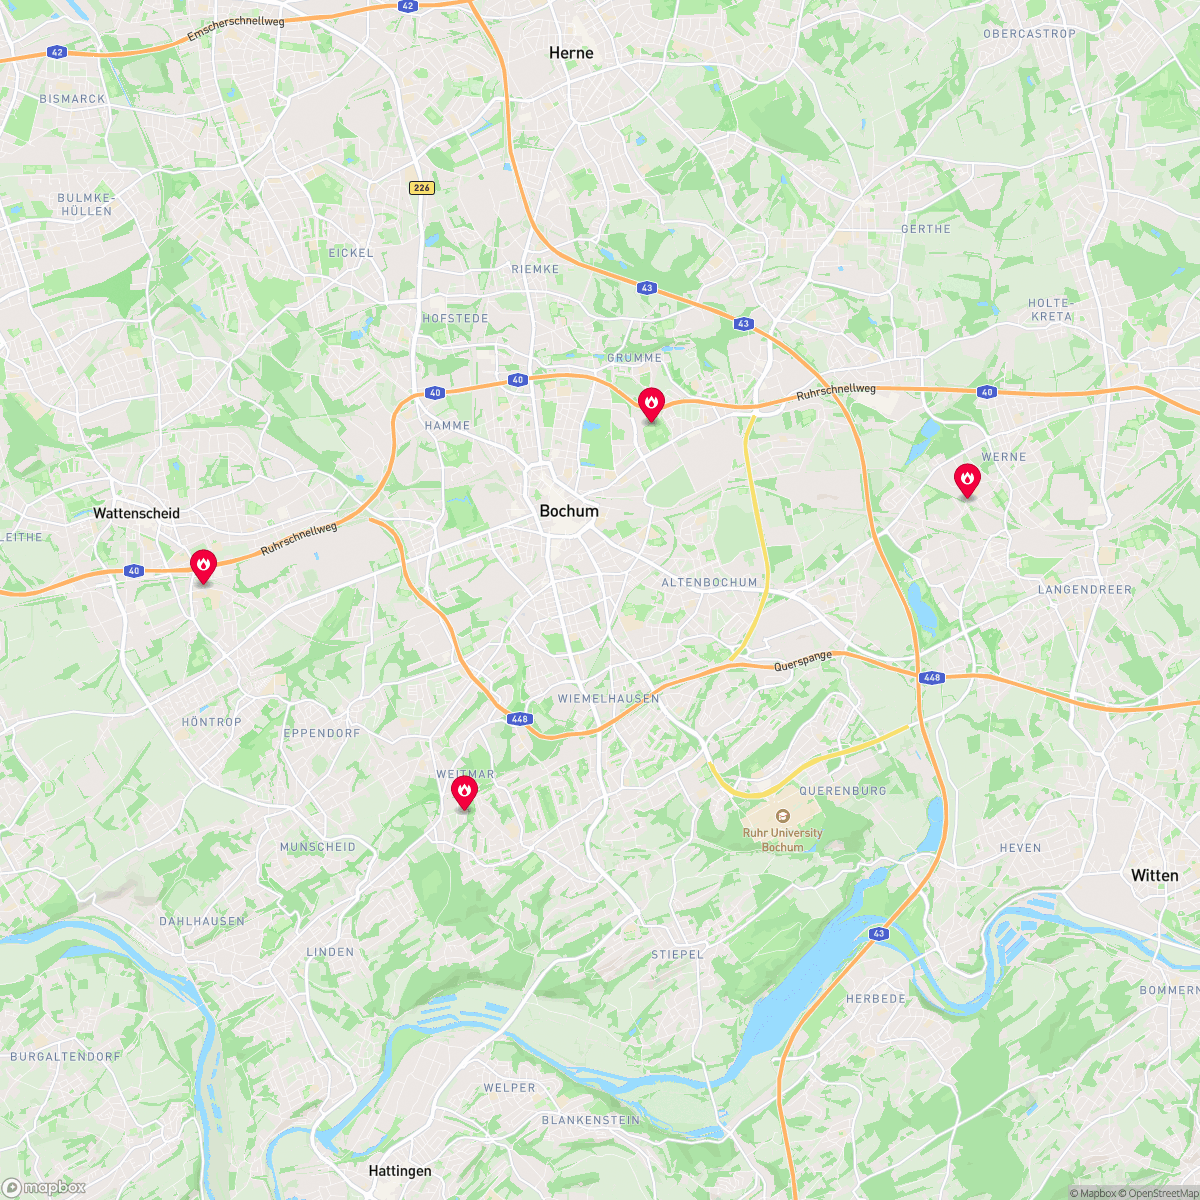 42
Emscherschnellweg
42
Herne
OBERCASTROP
BISMARCK
226
BULMKE-
HÜLLEN
GERTHE
EICKEL
RIEMKE
43
HOLTE-
KRETA
HOFSTEDE
43
GRUMME
40
40
Ruhrschnellweg
40
HAMME
WERNE
Wattenscheid
Bochum
LEITHE
Ruhrschnellweg
40
ALTENBOCHUM
LANGENDREER
Querspange
448
WIEMELHAUSEN
HÖNTROP
448
EPPENDORF
WEITMAR
QUERENBURG
Ruhr University
Bochum
MUNSCHEID
HEVEN
Witten
DAHLHAUSEN
43
LINDEN
STIEPEL
BOMMERN
HERBEDE
BURGALTENDORF
WELPER
BLANKENSTEIN
Hattingen
mapbox
© Mapbox © OpenStreetMap